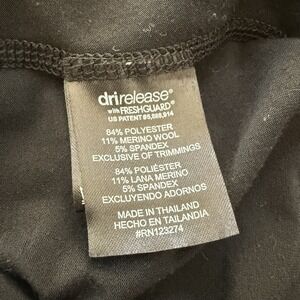 drirelease®
with FRESHGUARD®
US PATENT #5,888,914
84% POLYESTER
11% MERINO WOOL
5% SPANDEX
EXCLUSIVE OF TRIMMINGS
84% POLIÉSTER
11% LANA MERINO
5% SPANDEX
EXCLUYENDO ADORNOS
MADE IN THAILAND
HECHO EN TAILANDIA
#RN123274